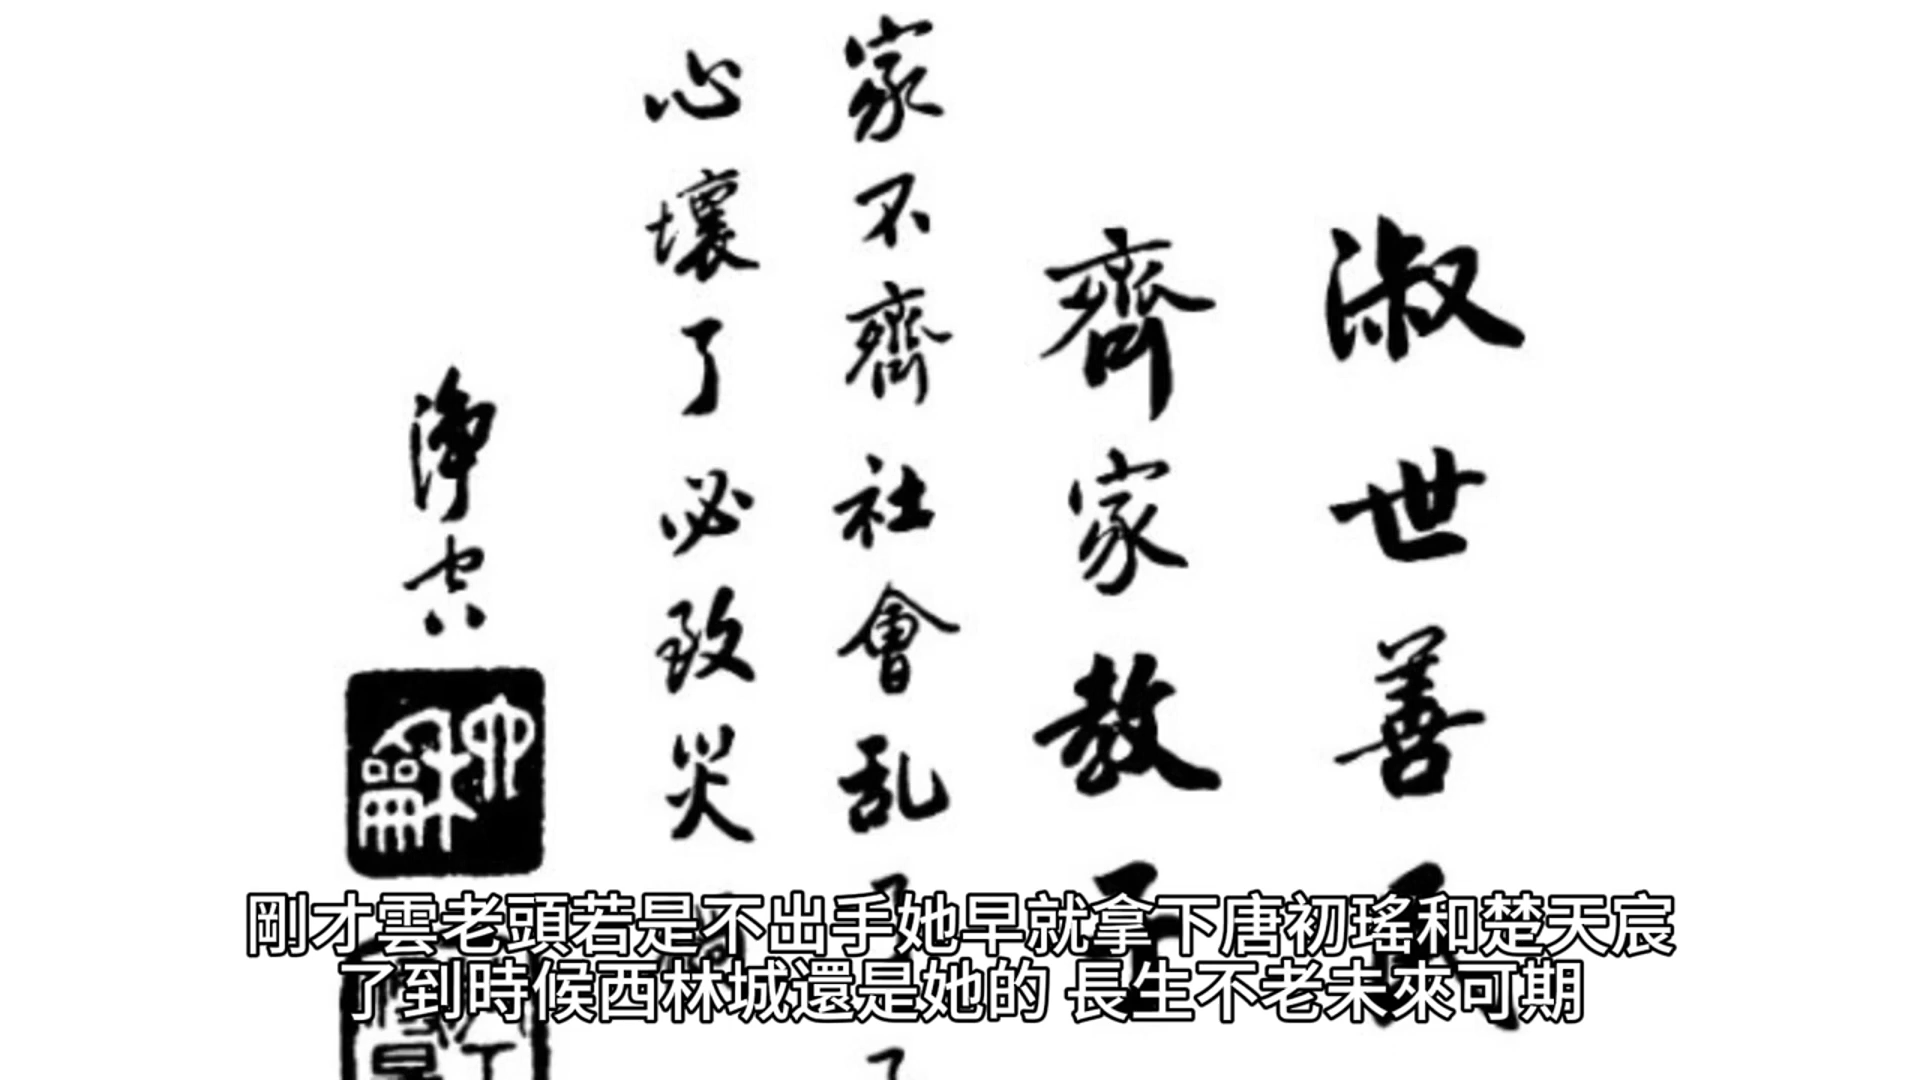 淑世善
齊家教子
家不齊社會乱
心壞了必致災
淨空
剛才雲老頭若是不出手她早就拿下唐初瑤和楚天宸
了到時候西林城還是她的 長生不老未來可期